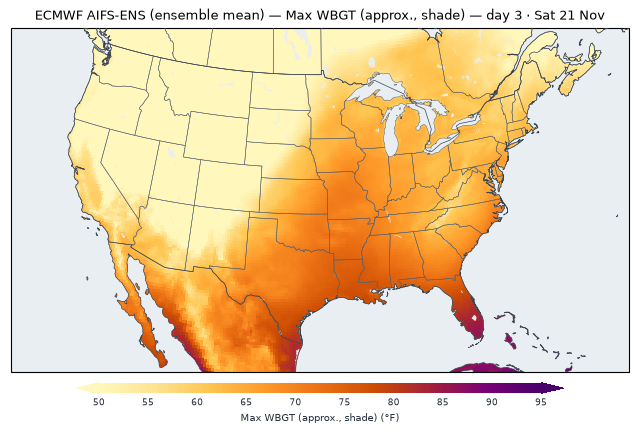 ECMWF AIFS-ENS (ensemble mean) — Max WBGT (approx., shade) — day 3 · Sat 21 Nov
50 55 60 65 70 75 80 85 90 95
Max WBGT (approx., shade) (°F)